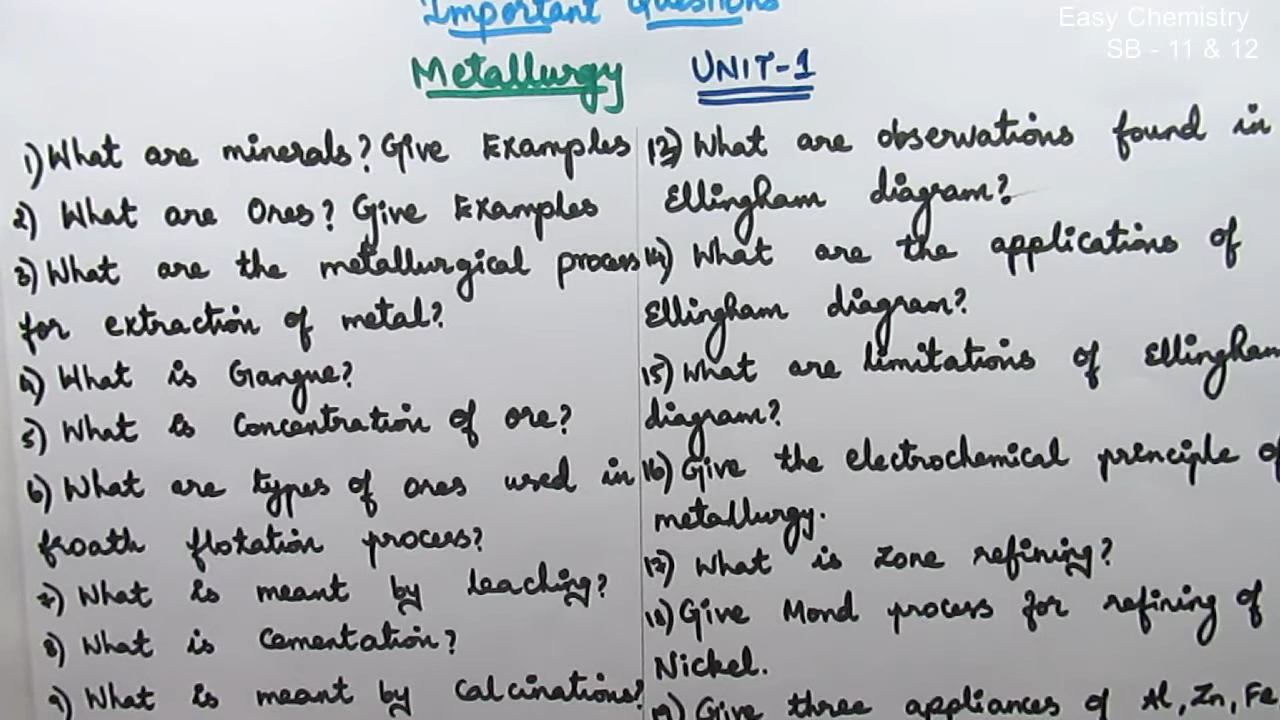 Important Questions
Easy Chemistry
SB - 11 & 12
Metallurgy UNIT-1
1) What are minerals? Give Examples
2) What are Ores? Give Examples
3) What are the metallurgical process
for extraction of metal?
4) What is Gangue?
5) What is Concentration of ore?
6) What are types of ores used in
froath flotation process?
7) What is meant by leaching?
8) What is Cementation?
9) What is meant by Calcinations?
13) What are observations found in
Ellingham diagram?
14) What are the applications of
Ellingham diagram?
15) What are limitations of Ellingham
diagram?
16) Give the electrochemical principle of
metallurgy.
17) What is zone refining?
18) Give Mond process for refining of
Nickel.
19) Give three appliances of Al, Zn, Fe